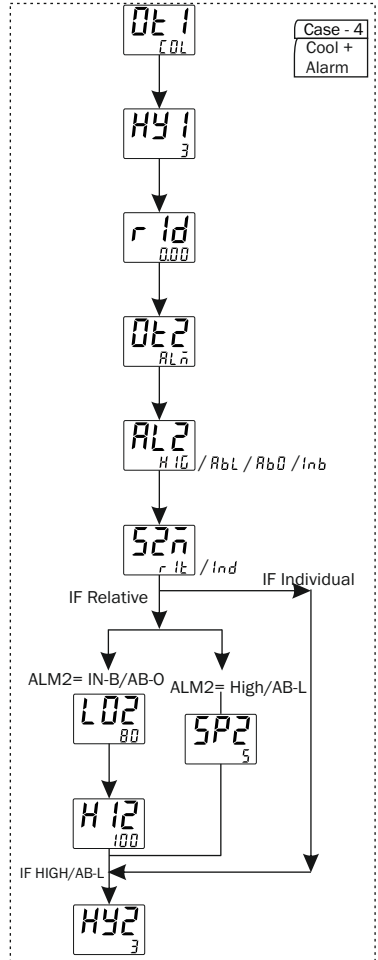 Ot1
COL
Case - 4
Cool +
Alarm
HY1
3
r1d
0.00
Ot2
ALm
AL2
HIG / AbL / AbO / Inb
S2m
rlt / Ind
IF Relative
IF Individual
ALM2= IN-B/AB-O
ALM2= High/AB-L
LO2
80
SP2
5
HI2
100
IF HIGH/AB-L
HY2
3